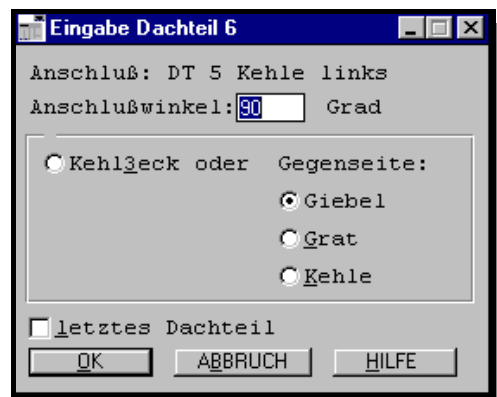 Eingabe Dachteil 6
Anschluß: DT 5 Kehle links
Anschlußwinkel: 90 Grad
Kehl3eck oder Gegenseite:
Giebel
Grat
Kehle
letztes Dachteil
OK ABBRUCH HILFE